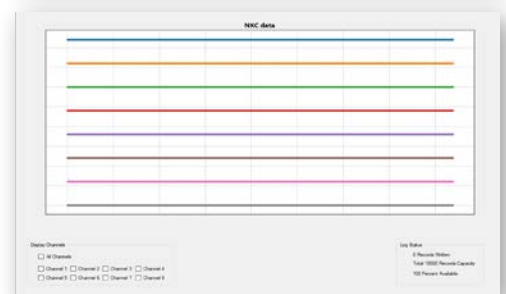 NXC data
Display Channels
All Channels
Channel 1 Channel 2 Channel 3 Channel 4
Channel 5 Channel 6 Channel 7 Channel 8
Log Status
0 Records Written
Total 10000 Records Capacity
100 Percent Available